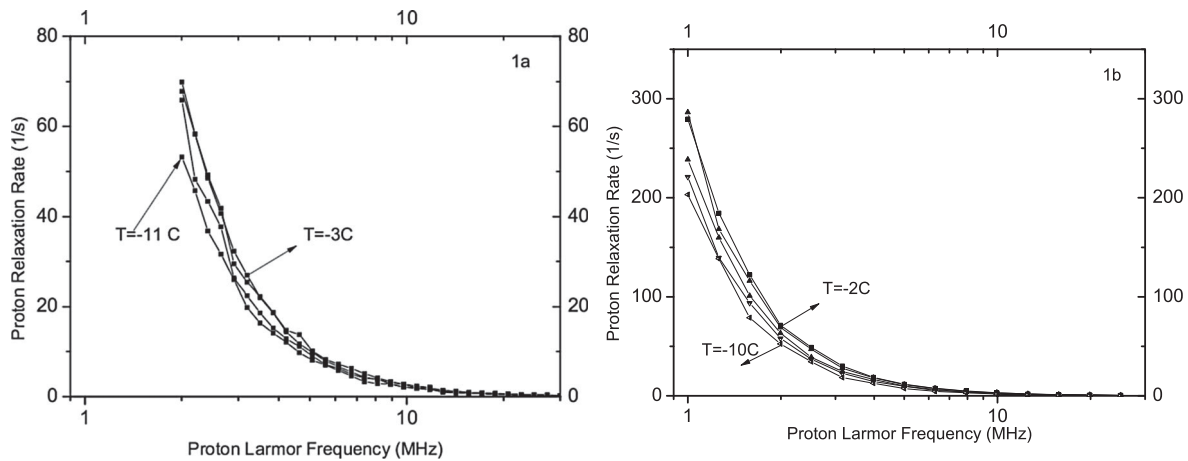 1 10
80 80
1a
60 60
40 40
T=-11 C T=-3C
20 20
0 0
1 10
Proton Larmor Frequency (MHz)
Proton Relaxation Rate (1/s)
1 10
1b
300 300
200 200
T=-2C
100 100
T=-10C
0 0
1 10
Proton Larmor Frequency (MHz)
Proton Relaxation Rate (1/s)